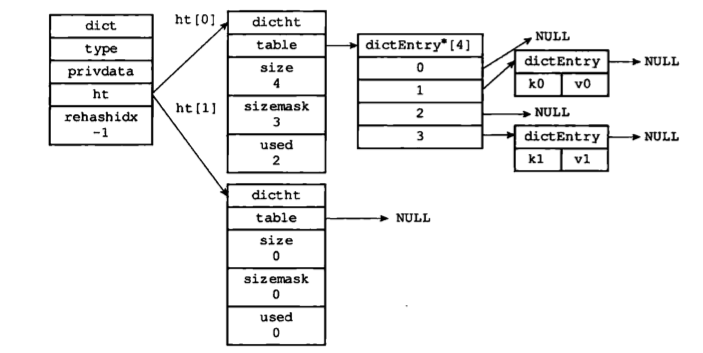 dict
type
privdata
ht
rehashidx
-1
ht[0]
ht[1]
dictht
table
size
4
sizemask
3
used
2
dictEntry*[4]
0
1
2
3
NULL
dictEntry
k0 v0
NULL
NULL
dictEntry
k1 v1
NULL
dictht
table
size
0
sizemask
0
used
0
NULL